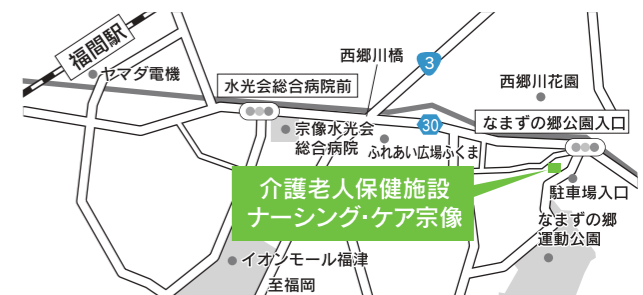 福間駅
ヤマダ電機
水光会総合病院前
西郷川橋
3
西郷川花園
なまずの郷公園入口
30
宗像水光会
総合病院
ふれあい広場ふくま
介護老人保健施設
ナーシング・ケア宗像
駐車場入口
なまずの郷
運動公園
イオンモール福津
至福岡